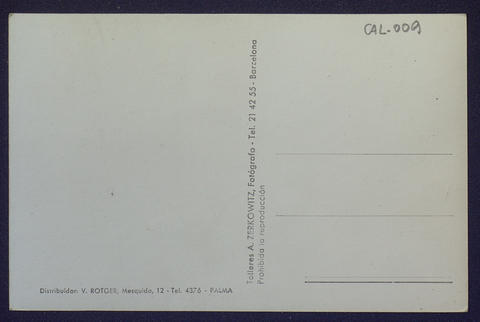 CAL-009
Talleres A. ZERKOWITZ, Fotógrafo - Tel. 21 42 55 - Barcelona
Prohibida la reproducción
Distribuidor: V. ROTGER, Mesquida, 12 - Tel. 4376 - PALMA